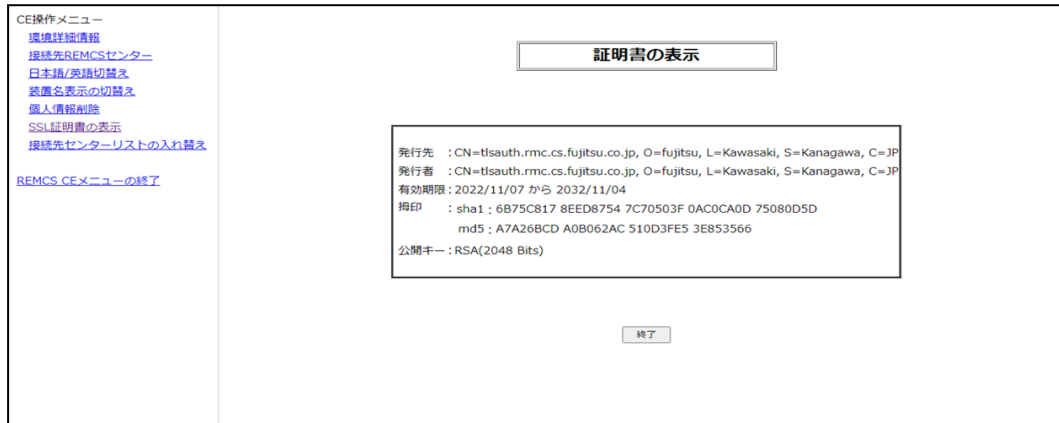 CE操作メニュー
環境詳細情報
接続先REMCSセンター
日本語/英語切替え
装置名表示の切替え
個人情報削除
SSL証明書の表示
接続先センターリストの入れ替え
REMCS CEメニューの終了
証明書の表示
発行先 : CN=tlsauth.rmc.cs.fujitsu.co.jp, O=fujitsu, L=Kawasaki, S=Kanagawa, C=JP
発行者 : CN=tlsauth.rmc.cs.fujitsu.co.jp, O=fujitsu, L=Kawasaki, S=Kanagawa, C=JP
有効期限 : 2022/11/07 から 2032/11/04
拇印 : sha1 : 6B75C817 8EED8754 7C70503F 0AC0CA0D 75080D5D
md5 : A7A26BCD A0B062AC 510D3FE5 3E853566
公開キー : RSA(2048 Bits)
終了